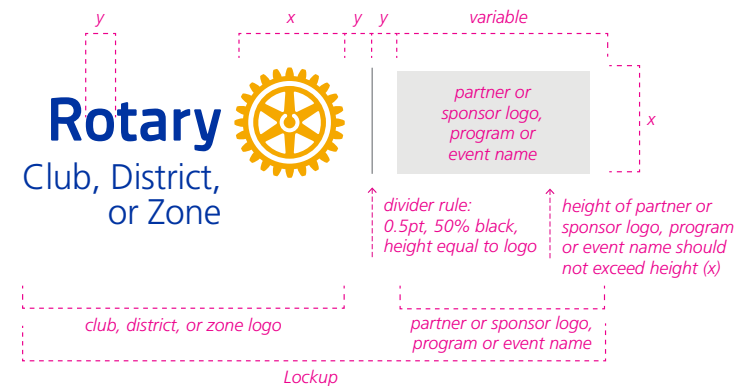 y
x
y
y
variable
Rotary
Club, District,
or Zone
partner or
sponsor logo,
program or
event name
x
divider rule:
0.5pt, 50% black,
height equal to logo
height of partner or
sponsor logo, program
or event name should
not exceed height (x)
club, district, or zone logo
partner or sponsor logo,
program or event name
Lockup